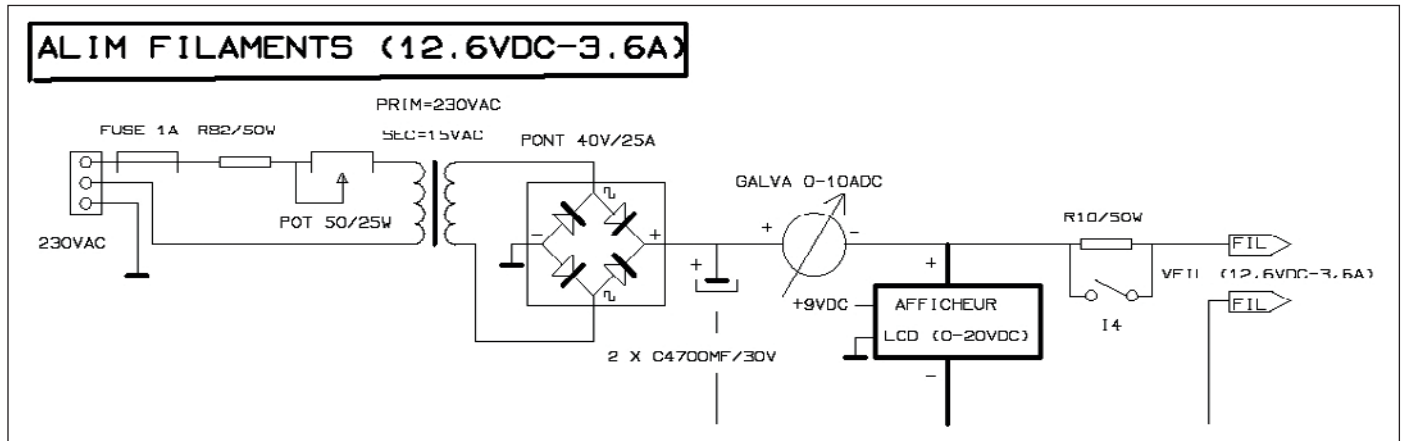 ALIM FILAMENTS (12.6VDC-3.6A)
PRIM=230VAC
SEC=15VAC
FUSE 1A
R82/50W
PONT 40V/25A
POT 50/25W
230VAC
GALVA 0-10ADC
R10/50W
- +
+ -
+
+
FIL
VEIL (12.6VDC-3.6A)
+9VDC
AFFICHEUR
LCD (0-20VDC)
FIL
I4
2 X C4700MF/30V
-